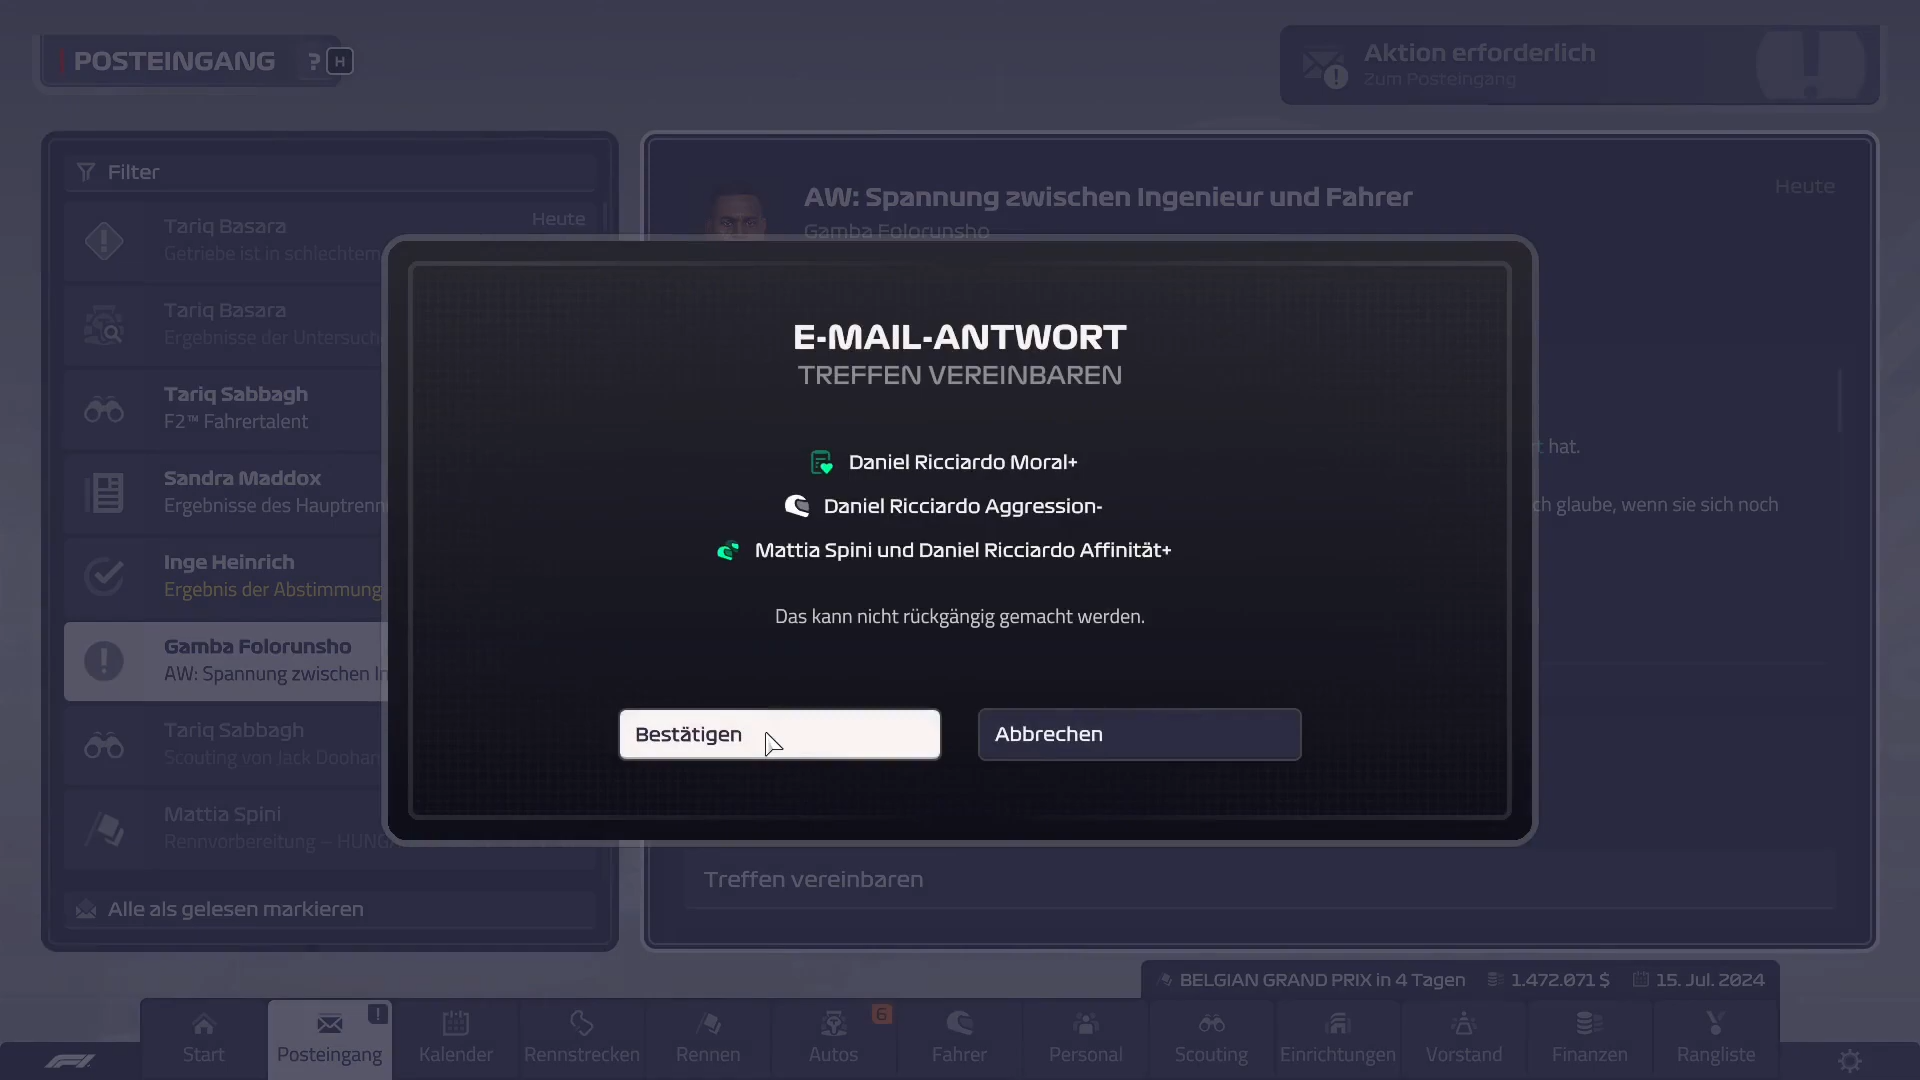 POSTEINGANG
? H
Aktion erforderlich
Zum Posteingang
Filter
Tariq Basara
Heute
Getriebe ist in schlechtem
Tariq Basara
Ergebnisse der Untersuch
Tariq Sabbagh
F2™ Fahrertalent
Sandra Maddox
Ergebnisse des Hauptrenn
Inge Heinrich
Ergebnis der Abstimmung
Gamba Folorunsho
AW: Spannung zwischen In
Tariq Sabbagh
Scouting von Jack Doohan
Mattia Spini
Rennvorbereitung – HUNGA
Alle als gelesen markieren
AW: Spannung zwischen Ingenieur und Fahrer
Heute
Gamba Folorunsho
hat.
ch glaube, wenn sie sich noch
E-MAIL-ANTWORT
TREFFEN VEREINBAREN
Daniel Ricciardo Moral+
Daniel Ricciardo Aggression-
Mattia Spini und Daniel Ricciardo Affinität+
Das kann nicht rückgängig gemacht werden.
Bestätigen
Abbrechen
Treffen vereinbaren
BELGIAN GRAND PRIX in 4 Tagen
1.472.071 $
15. Jul. 2024
Start
Posteingang
Kalender
Rennstrecken
Rennen
6
Autos
Fahrer
Personal
Scouting
Einrichtungen
Vorstand
Finanzen
Rangliste